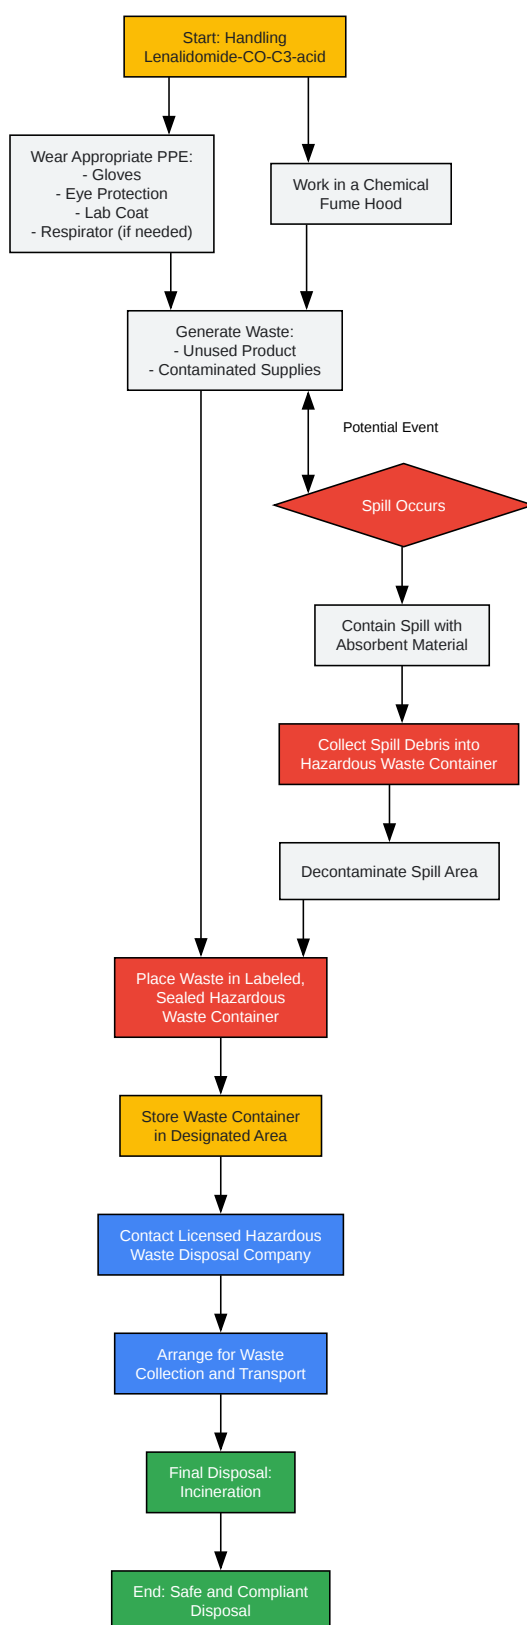 Start: Handling
Lenalidomide-CO-C3-acid
Wear Appropriate PPE:
- Gloves
- Eye Protection
- Lab Coat
- Respirator (if needed)
Work in a Chemical
Fume Hood
Generate Waste:
- Unused Product
- Contaminated Supplies
Potential Event
Spill Occurs
Contain Spill with
Absorbent Material
Collect Spill Debris into
Hazardous Waste Container
Decontaminate Spill Area
Place Waste in Labeled,
Sealed Hazardous
Waste Container
Store Waste Container
in Designated Area
Contact Licensed Hazardous
Waste Disposal Company
Arrange for Waste
Collection and Transport
Final Disposal:
Incineration
End: Safe and Compliant
Disposal